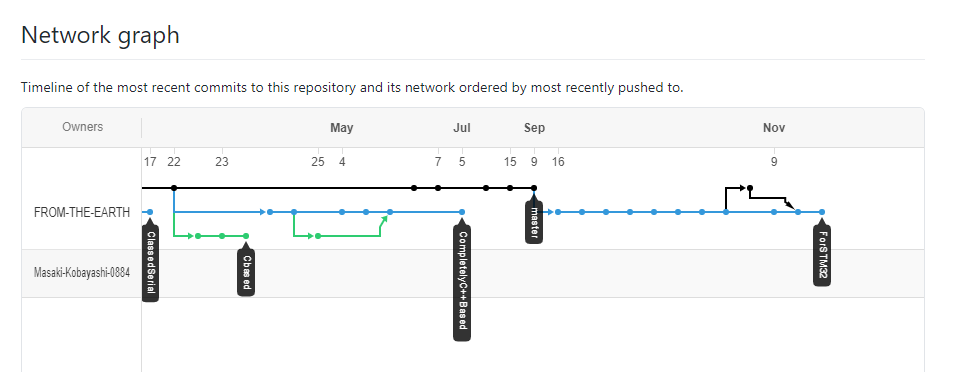 Network graph
Timeline of the most recent commits to this repository and its network ordered by most recently pushed to.
Owners May Jul Sep Nov
17 22 23 25 4 7 5 15 9 16 9
FROM-THE-EARTH
ClassedSerial
Cbased
CompletelyC++Based
master
ForSTM32
Masaki-Kobayashi-0884